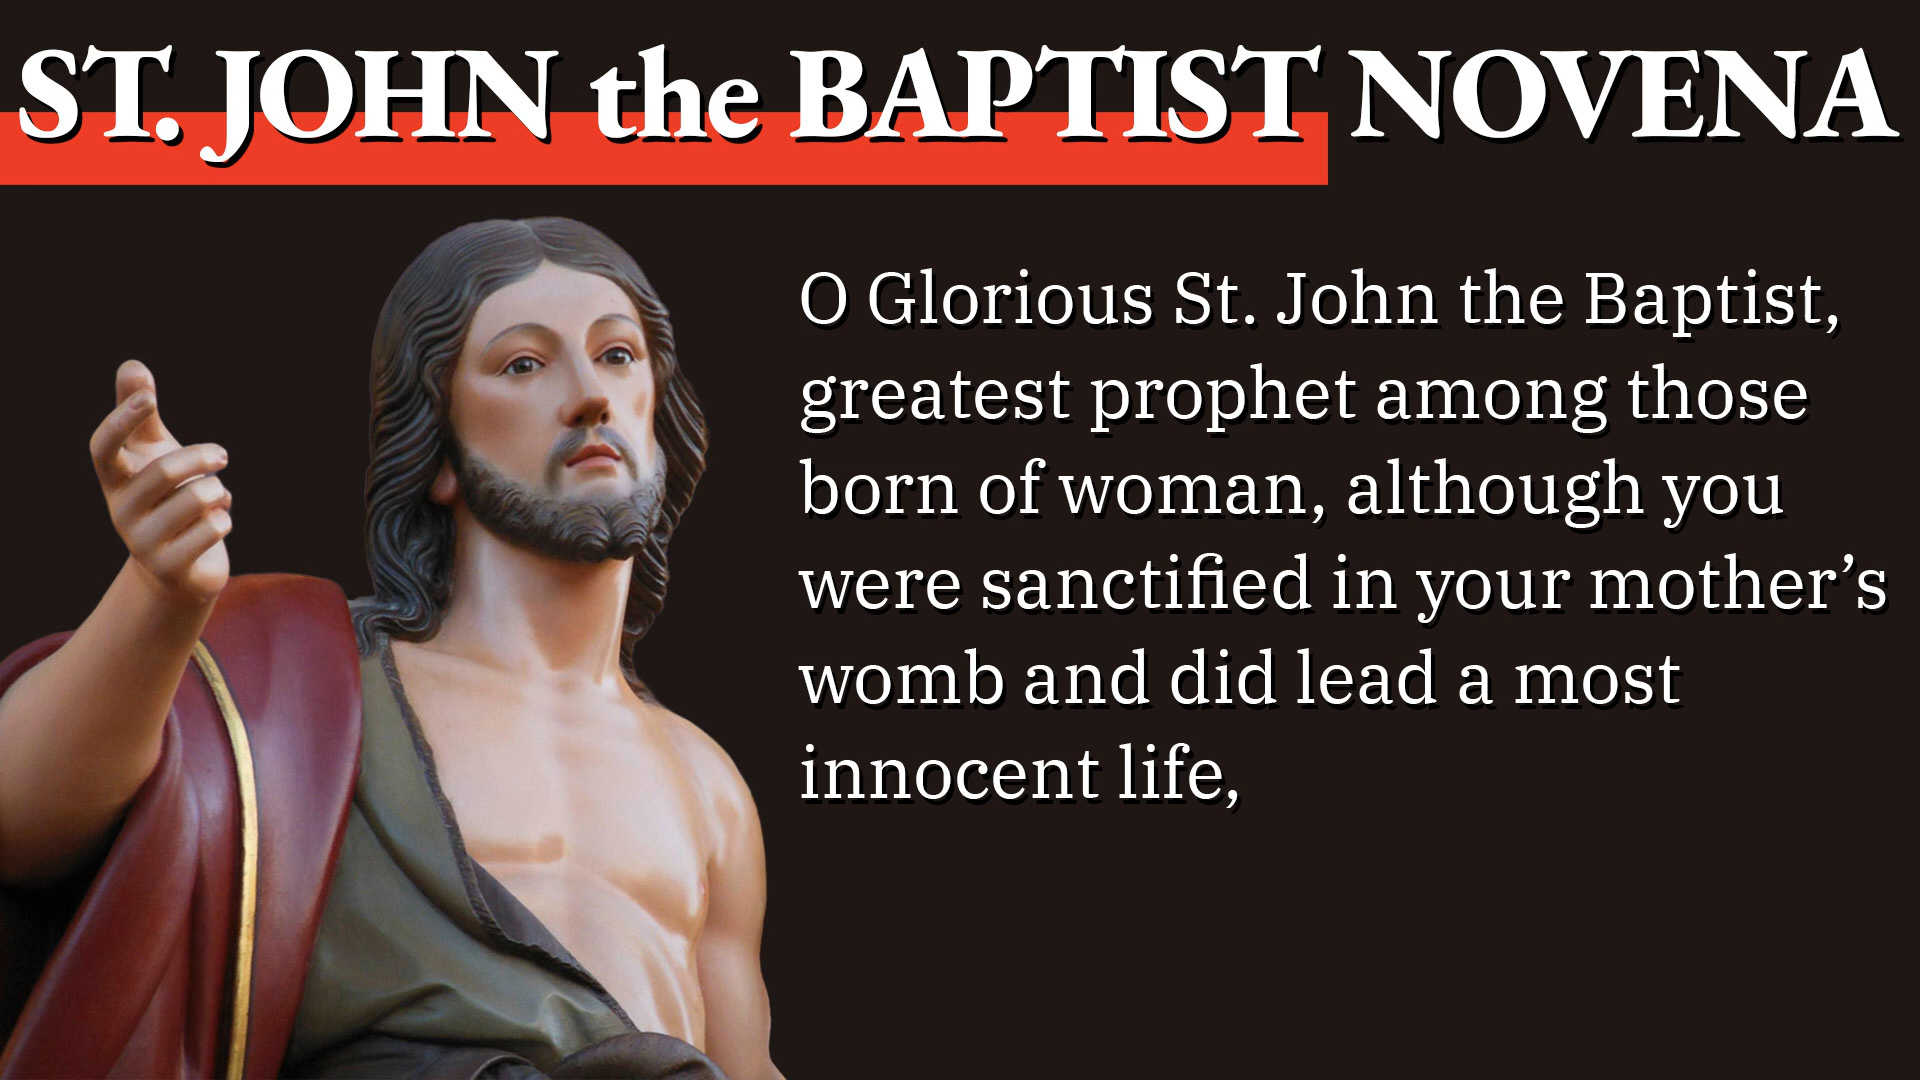 ST. JOHN the BAPTIST NOVENA
O Glorious St. John the Baptist,
greatest prophet among those
born of woman, although you
were sanctified in your mother’s
womb and did lead a most
innocent life,